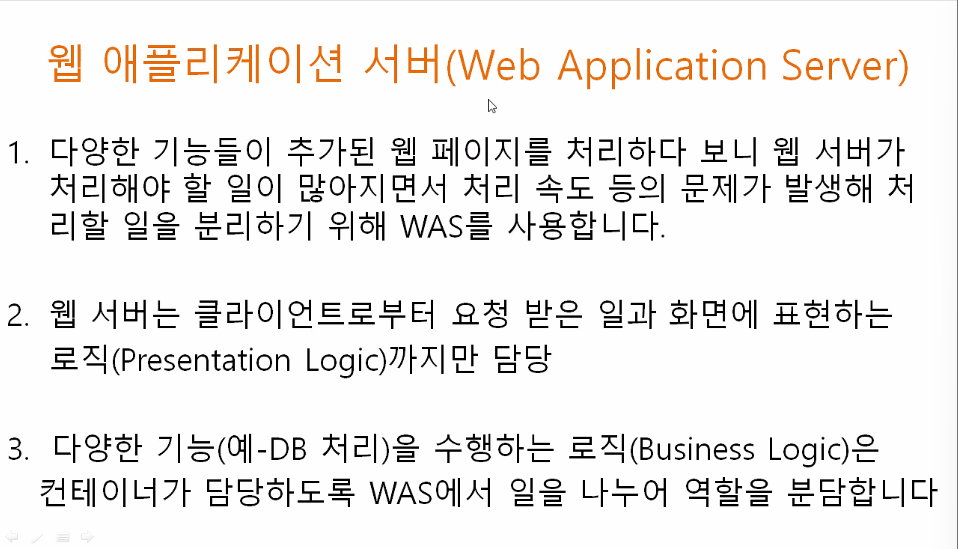 웹 애플리케이션 서버(Web Application Server)
1. 다양한 기능들이 추가된 웹 페이지를 처리하다 보니 웹 서버가
처리해야 할 일이 많아지면서 처리 속도 등의 문제가 발생해 처
리할 일을 분리하기 위해 WAS를 사용합니다.
2. 웹 서버는 클라이언트로부터 요청 받은 일과 화면에 표현하는
로직(Presentation Logic)까지만 담당
3. 다양한 기능(예-DB 처리)을 수행하는 로직(Business Logic)은
컨테이너가 담당하도록 WAS에서 일을 나누어 역할을 분담합니다